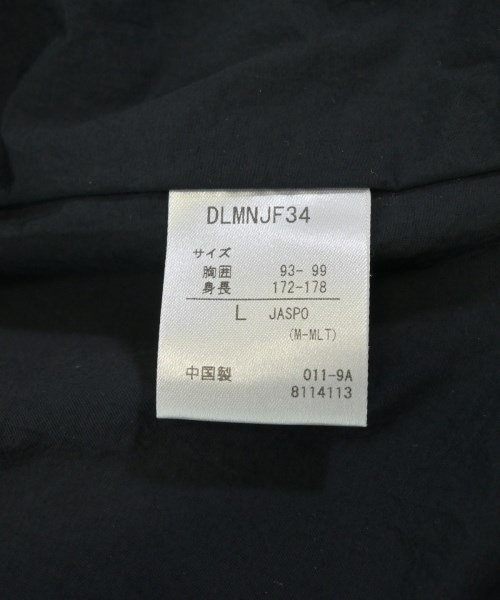 DLMNJF34
サイズ
胸囲 93- 99
身長 172-178
L JASPO
(M-MLT)
中国製 011-9A
8114113